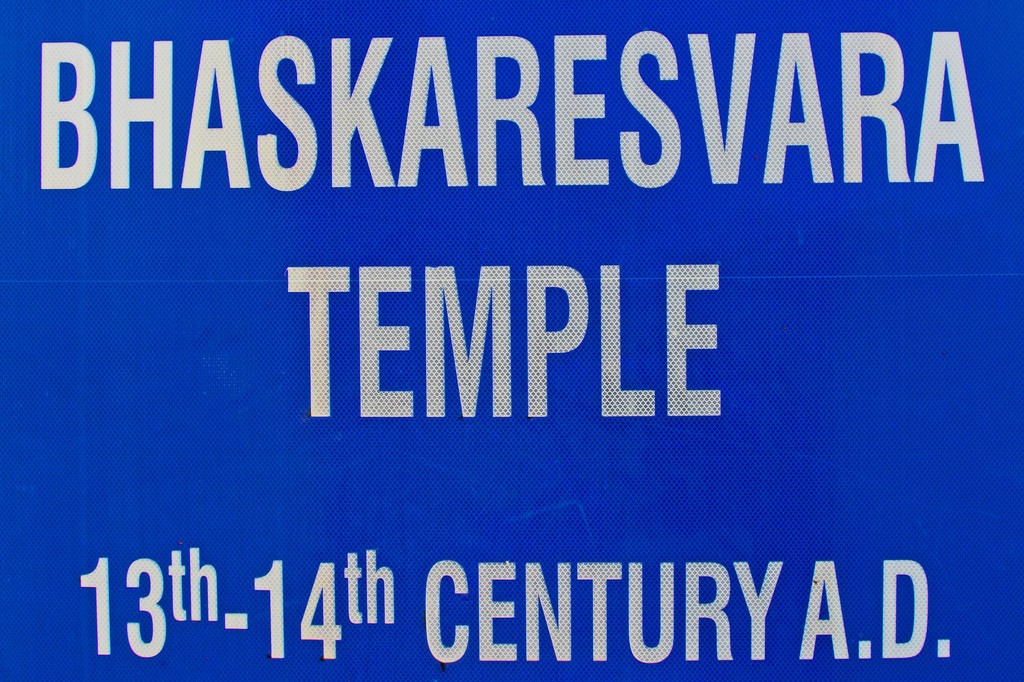 BHASKARESVARA
TEMPLE
13th-14th CENTURY A.D.